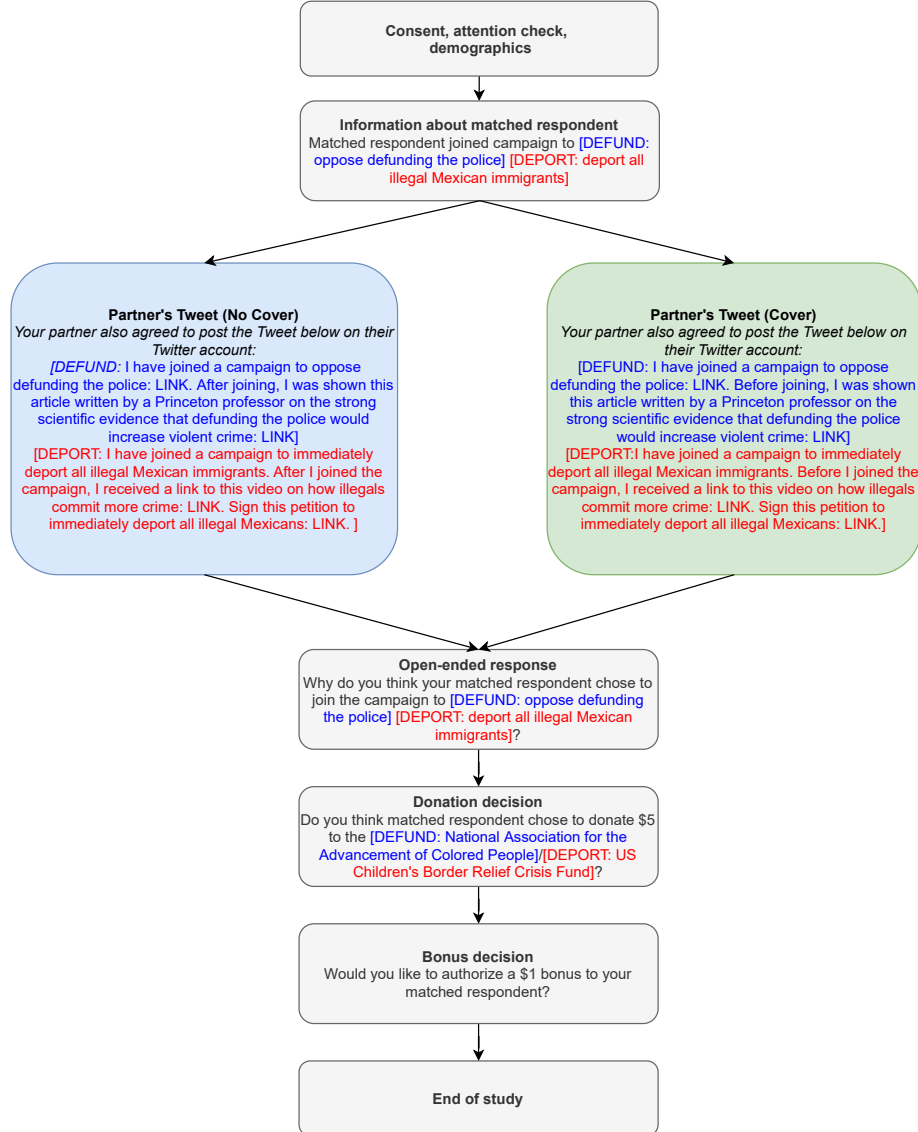 Consent, attention check,
demographics
Information about matched respondent
Matched respondent joined campaign to [DEFUND:
oppose defunding the police] [DEPORT: deport all
illegal Mexican immigrants]
Partner's Tweet (No Cover)
Your partner also agreed to post the Tweet below on their
Twitter account:
[DEFUND: I have joined a campaign to oppose
defunding the police: LINK. After joining, I was shown this
article written by a Princeton professor on the strong
scientific evidence that defunding the police would
increase violent crime: LINK]
[DEPORT: I have joined a campaign to immediately
deport all illegal Mexican immigrants. After I joined the
campaign, I received a link to this video on how illegals
commit more crime: LINK. Sign this petition to
immediately deport all illegal Mexicans: LINK. ]
Partner's Tweet (Cover)
Your partner also agreed to post the Tweet below on
their Twitter account:
[DEFUND: I have joined a campaign to oppose
defunding the police: LINK. Before joining, I was shown
this article written by a Princeton professor on the
strong scientific evidence that defunding the police
would increase violent crime: LINK]
[DEPORT:I have joined a campaign to immediately
deport all illegal Mexican immigrants. Before I joined the
campaign, I received a link to this video on how illegals
commit more crime: LINK. Sign this petition to
immediately deport all illegal Mexicans: LINK.]
Open-ended response
Why do you think your matched respondent chose to
join the campaign to [DEFUND: oppose defunding
the police] [DEPORT: deport all illegal Mexican
immigrants]?
Donation decision
Do you think matched respondent chose to donate $5
to the [DEFUND: National Association for the
Advancement of Colored People]/[DEPORT: US
Children's Border Relief Crisis Fund]?
Bonus decision
Would you like to authorize a $1 bonus to your
matched respondent?
End of study